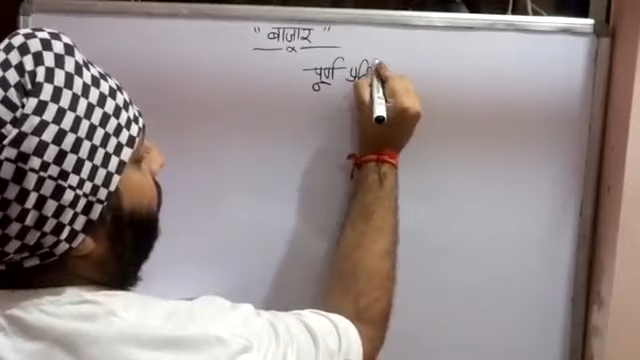 " बाजार "
पूर्ण